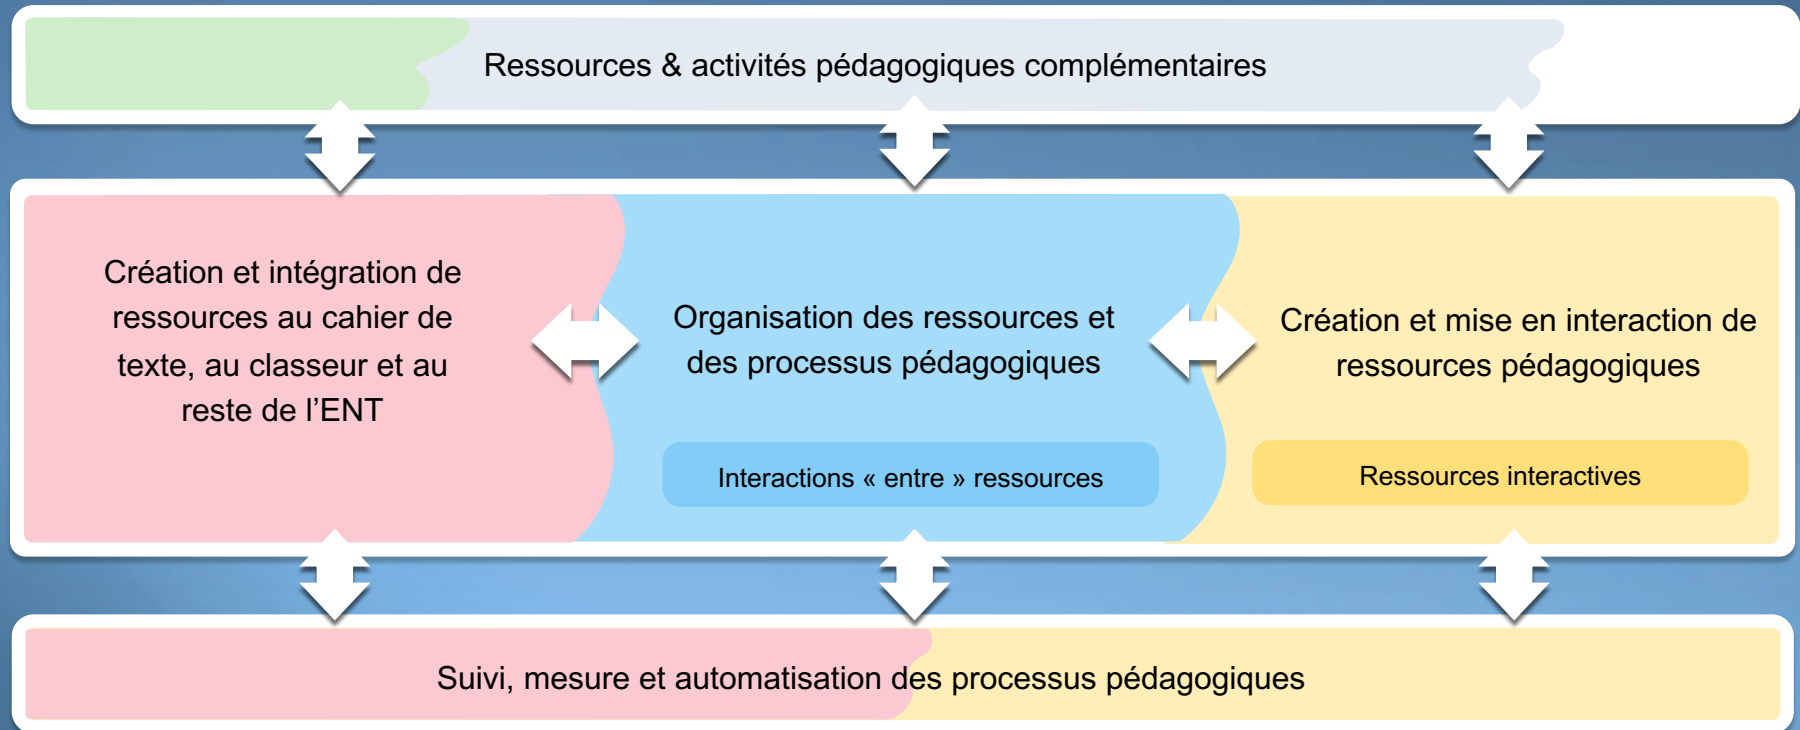 Ressources & activités pédagogiques complémentaires
Création et intégration de
ressources au cahier de
texte, au classeur et au
reste de l’ENT
Organisation des ressources et
des processus pédagogiques
Interactions « entre » ressources
Création et mise en interaction de
ressources pédagogiques
Ressources interactives
Suivi, mesure et automatisation des processus pédagogiques